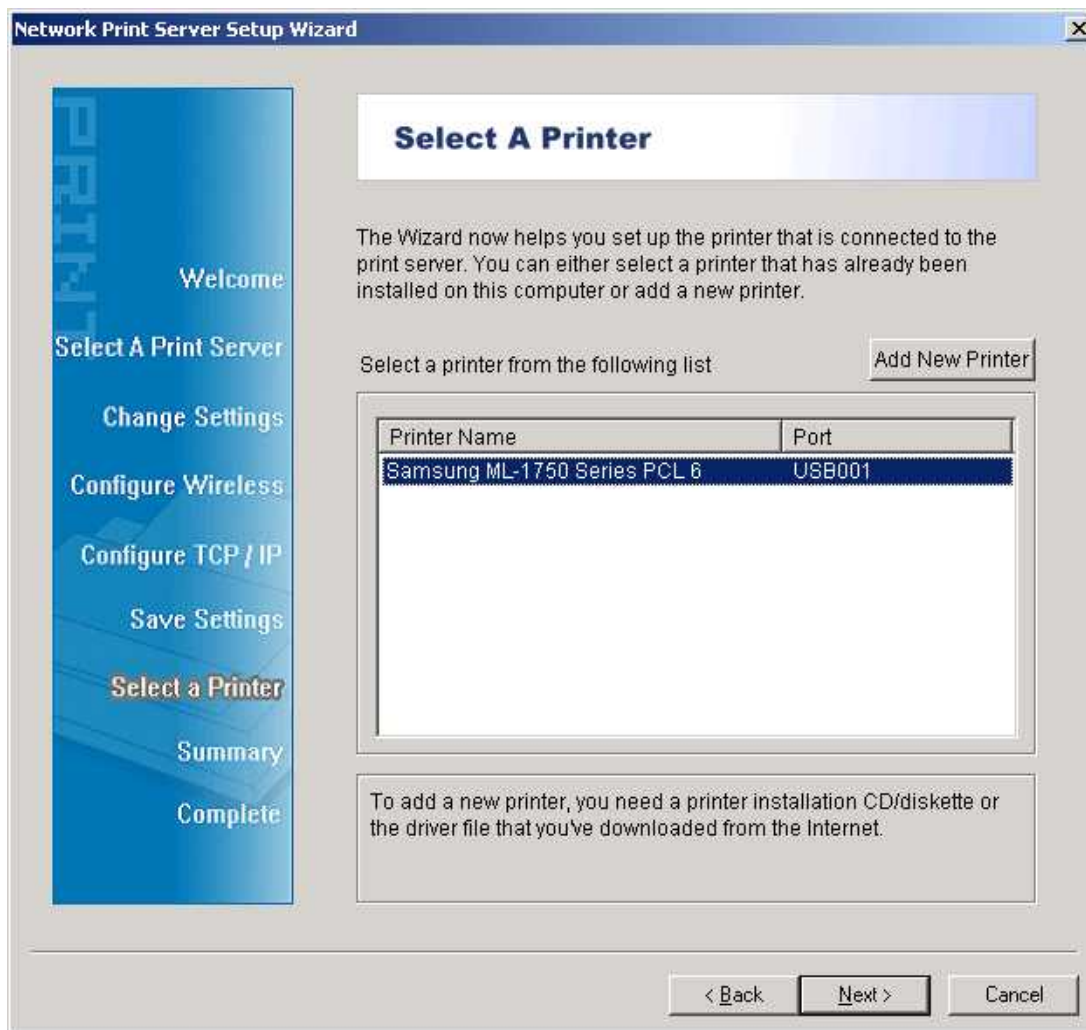 Network Print Server Setup Wizard
PRINT
Welcome
Select A Print Server
Change Settings
Configure Wireless
Configure TCP / IP
Save Settings
Select a Printer
Summary
Complete
Select A Printer
The Wizard now helps you set up the printer that is connected to the
print server. You can either select a printer that has already been
installed on this computer or add a new printer.
Select a printer from the following list
Add New Printer
Printer Name Port
Samsung ML-1750 Series PCL 6 USB001
To add a new printer, you need a printer installation CD/diskette or
the driver file that you've downloaded from the Internet.
< Back Next > Cancel